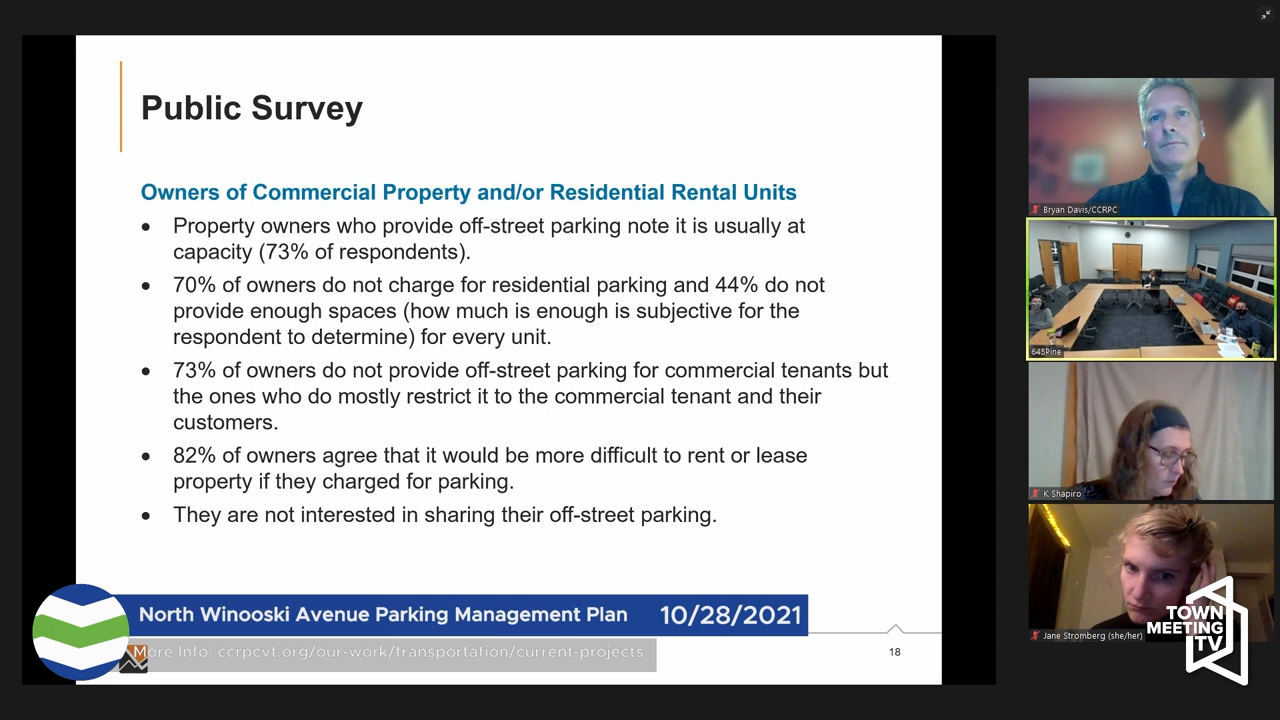 Public Survey
Owners of Commercial Property and/or Residential Rental Units
• Property owners who provide off-street parking note it is usually at
capacity (73% of respondents).
• 70% of owners do not charge for residential parking and 44% do not
provide enough spaces (how much is enough is subjective for the
respondent to determine) for every unit.
• 73% of owners do not provide off-street parking for commercial tenants but
the ones who do mostly restrict it to the commercial tenant and their
customers.
• 82% of owners agree that it would be more difficult to rent or lease
property if they charged for parking.
• They are not interested in sharing their off-street parking.
North Winooski Avenue Parking Management Plan 10/28/2021
More Info: ccrpcvt.org/our-work/transportation/current-projects
18
Bryan Davis/CCRPC
645Pine
K Shapiro
Jane Stromberg (she/her)
TOWN
MEETING
TV